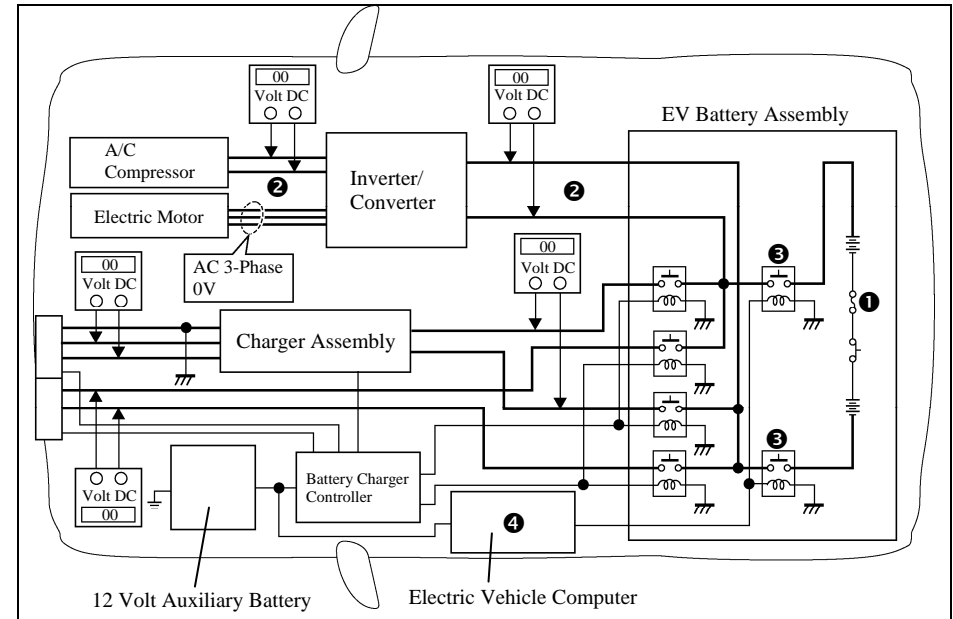 00
Volt DC
00
Volt DC
EV Battery Assembly
A/C
Compressor
Inverter/
Converter
❷
❷
Electric Motor
00
Volt DC
❸
00
Volt DC
AC 3-Phase
0V
❶
Charger Assembly
❸
Volt DC
00
Battery Charger
Controller
❹
12 Volt Auxiliary Battery
Electric Vehicle Computer